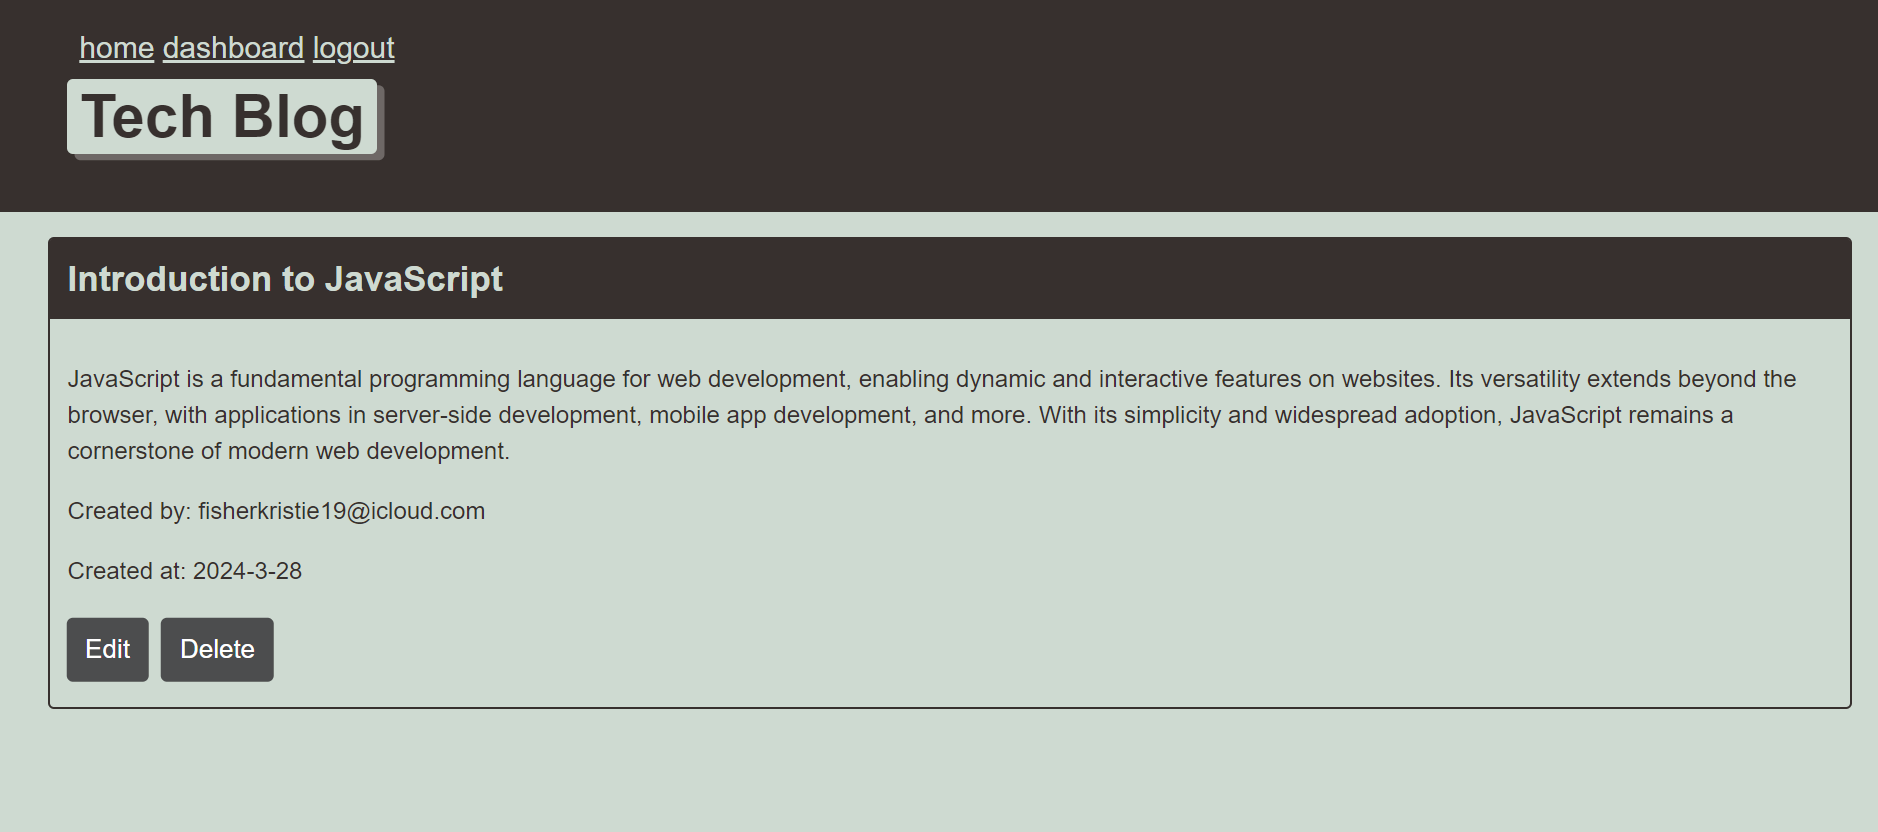 home dashboard logout
Tech Blog
Introduction to JavaScript
JavaScript is a fundamental programming language for web development, enabling dynamic and interactive features on websites. Its versatility extends beyond the
browser, with applications in server-side development, mobile app development, and more. With its simplicity and widespread adoption, JavaScript remains a
cornerstone of modern web development.
Created by: fisherkristie19@icloud.com
Created at: 2024-3-28
Edit Delete